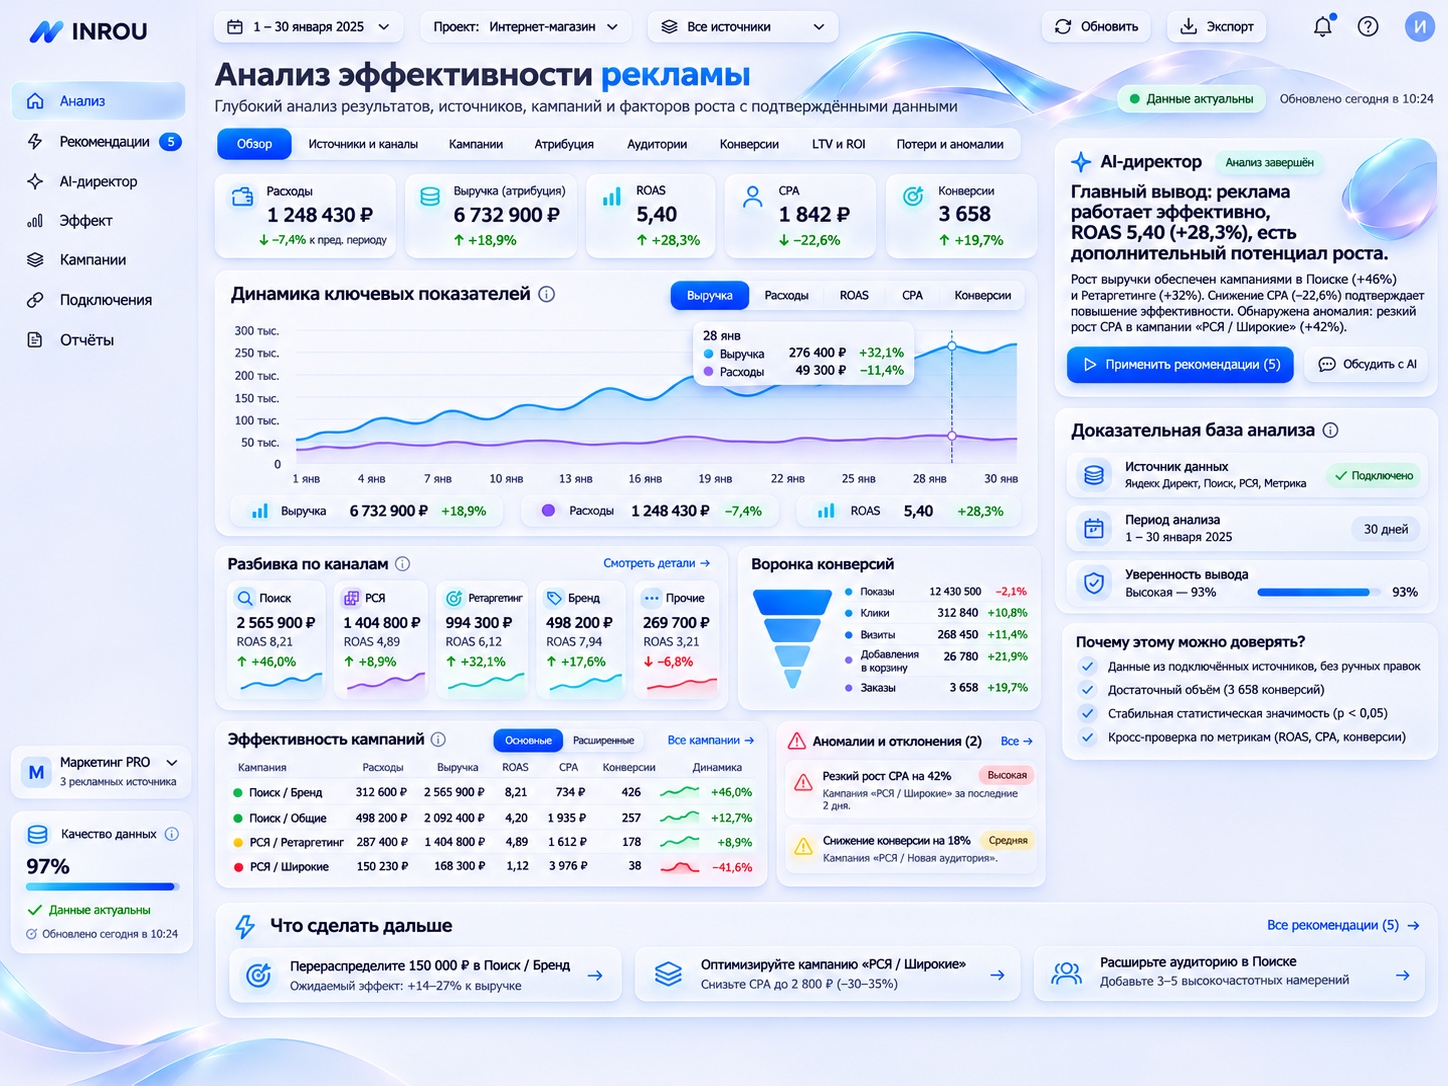 INROU
1 – 30 января 2025
Проект: Интернет-магазин
Все источники
Обновить
Экспорт
И
Анализ
Рекомендации 5
AI-директор
Эффект
Кампании
Подключения
Отчёты
M
Маркетинг PRO
3 рекламных источника
Качество данных
97%
Данные актуальны
Обновлено сегодня в 10:24
Анализ эффективности рекламы
Глубокий анализ результатов, источников, кампаний и факторов роста с подтверждёнными данными
Данные актуальны
Обновлено сегодня в 10:24
Обзор
Источники и каналы
Кампании
Атрибуция
Аудитории
Конверсии
LTV и ROI
Потери и аномалии
Расходы
1 248 430 ₽
↓ –7,4% к пред. периоду
Выручка (атрибуция)
6 732 900 ₽
↑ +18,9%
ROAS
5,40
↑ +28,3%
CPA
1 842 ₽
↓ –22,6%
Конверсии
3 658
↑ +19,7%
Динамика ключевых показателей
Выручка
Расходы
ROAS
CPA
Конверсии
300 тыс.
250 тыс.
200 тыс.
150 тыс.
100 тыс.
50 тыс.
0
28 янв
Выручка 276 400 ₽ +32,1%
Расходы 49 300 ₽ –11,4%
1 янв
4 янв
7 янв
10 янв
13 янв
16 янв
19 янв
22 янв
25 янв
28 янв
30 янв
Выручка 6 732 900 ₽ +18,9%
Расходы 1 248 430 ₽ –7,4%
ROAS 5,40 +28,3%
Разбивка по каналам
Смотреть детали →
Поиск
2 565 900 ₽
ROAS 8,21
↑ +46,0%
РСЯ
1 404 800 ₽
ROAS 4,89
↑ +8,9%
Ретаргетинг
994 300 ₽
ROAS 6,12
↑ +32,1%
Бренд
498 200 ₽
ROAS 7,94
↑ +17,6%
Прочие
269 700 ₽
ROAS 3,21
↓ –6,8%
Воронка конверсий
Показы 12 430 500 –2,1%
Клики 312 840 +10,8%
Визиты 268 450 +11,4%
Добавления
в корзину 26 780 +21,9%
Заказы 3 658 +19,7%
Эффективность кампаний
Основные
Расширенные
Все кампании →
Кампания Расходы Выручка ROAS CPA Конверсии Динамика
Поиск / Бренд 312 600 ₽ 2 565 900 ₽ 8,21 734 ₽ 426 +46,0%
Поиск / Общие 498 200 ₽ 2 092 400 ₽ 4,20 1 935 ₽ 257 +12,7%
РСЯ / Ретаргетинг 287 400 ₽ 1 404 800 ₽ 4,89 1 612 ₽ 178 +8,9%
РСЯ / Широкие 150 230 ₽ 168 300 ₽ 1,12 3 976 ₽ 38 –41,6%
Аномалии и отклонения (2)
Все →
Резкий рост CPA на 42%
Высокая
Кампания «РСЯ / Широкие» за последние
2 дня.
Снижение конверсии на 18%
Средняя
Кампания «РСЯ / Новая аудитория».
AI-директор
Анализ завершён
Главный вывод: реклама
работает эффективно,
ROAS 5,40 (+28,3%), есть
дополнительный потенциал роста.
Рост выручки обеспечен кампаниями в Поиске (+46%)
и Ретаргетинге (+32%). Снижение CPA (–22,6%) подтверждает
повышение эффективности. Обнаружена аномалия: резкий
рост CPA в кампании «РСЯ / Широкие» (+42%).
Применить рекомендации (5)
Обсудить с AI
Доказательная база анализа
Источник данных
Яндекс Директ, Поиск, РСЯ, Метрика
Подключено
Период анализа
1 – 30 января 2025
30 дней
Уверенность вывода
Высокая — 93%
93%
Почему этому можно доверять?
Данные из подключённых источников, без ручных правок
Достаточный объём (3 658 конверсий)
Стабильная статистическая значимость (p < 0,05)
Кросс-проверка по метрикам (ROAS, CPA, конверсии)
Что сделать дальше
Все рекомендации (5) →
Перераспределите 150 000 ₽ в Поиск / Бренд
Ожидаемый эффект: +14–27% к выручке
→
Оптимизируйте кампанию «РСЯ / Широкие»
Снизьте CPA до 2 800 ₽ (–30–35%)
→
Расширьте аудиторию в Поиске
Добавьте 3–5 высокочастотных намерений
→